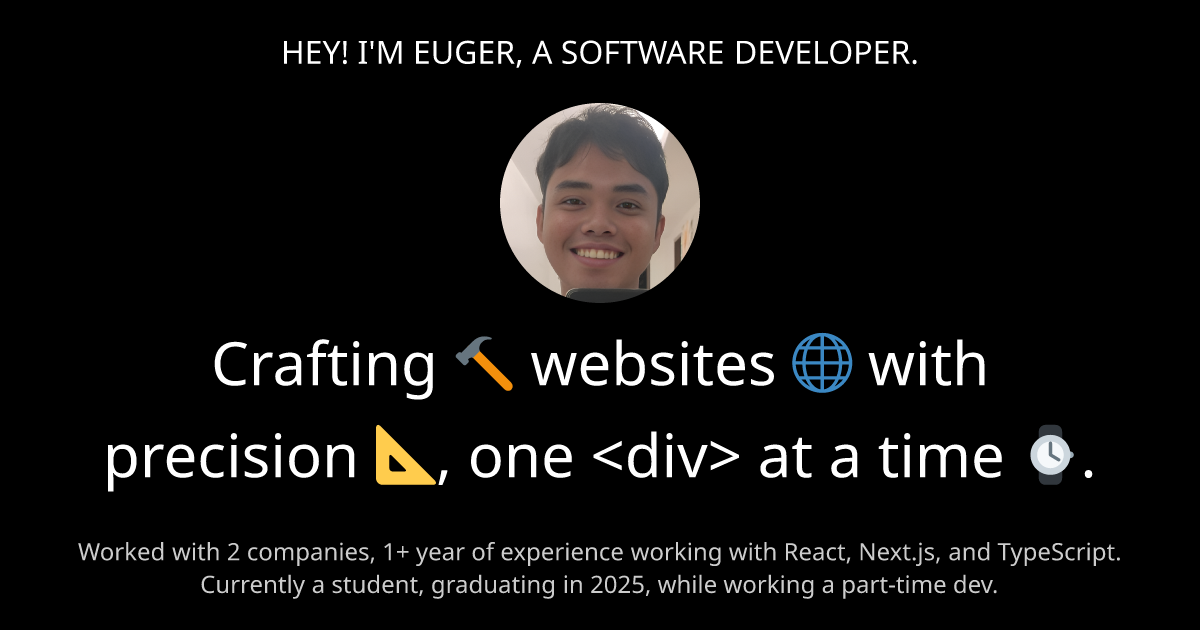 HEY! I'M EUGER, A SOFTWARE DEVELOPER.
Crafting 🔨 websites 🌐 with
precision 📐, one <div> at a time ⌚.
Worked with 2 companies, 1+ year of experience working with React, Next.js, and TypeScript.
Currently a student, graduating in 2025, while working a part-time dev.